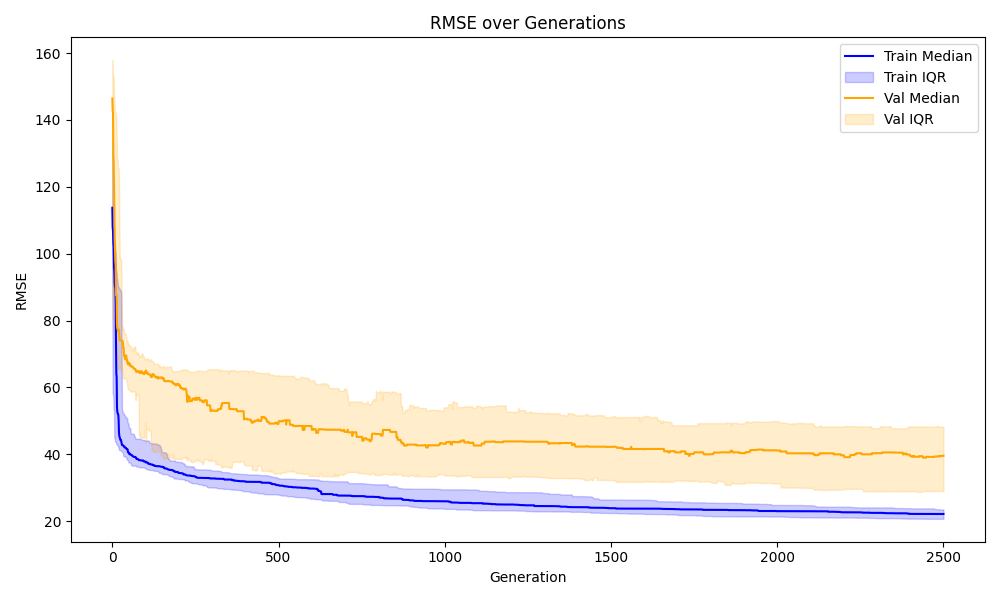 RMSE over Generations
160
140
120
100
80
60
40
20
RMSE
Train Median
Train IQR
Val Median
Val IQR
0
500
1000
1500
2000
2500
Generation